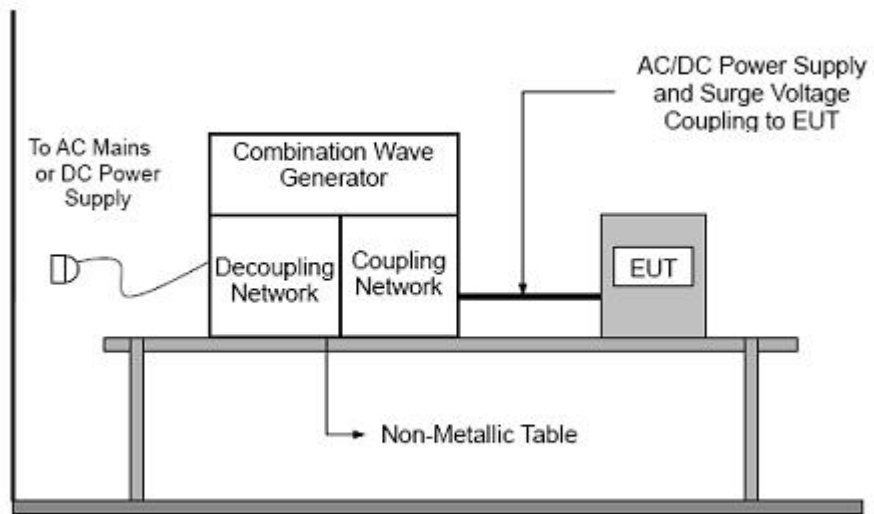 AC/DC Power Supply
and Surge Voltage
Coupling to EUT
To AC Mains
or DC Power
Supply
Combination Wave
Generator
Decoupling
Network
Coupling
Network
EUT
Non-Metallic Table